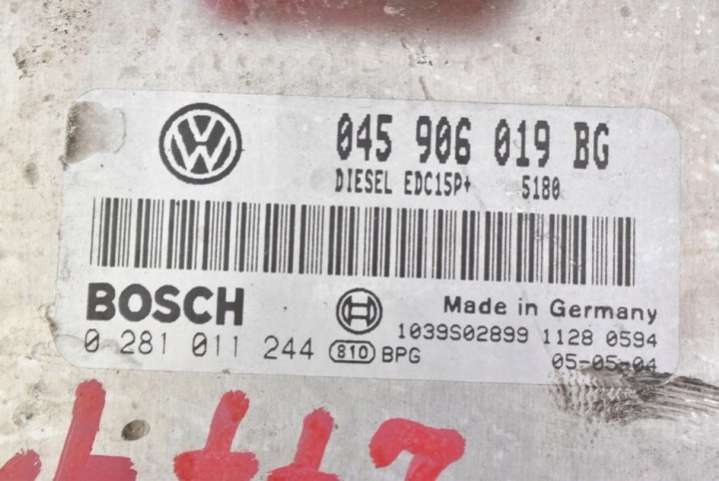 045 906 019 BG
DIESEL EDC15P+ 5180
BOSCH
Made in Germany
0 281 011 244 810 BPG
1039S02899 1128 0594
05-05-04